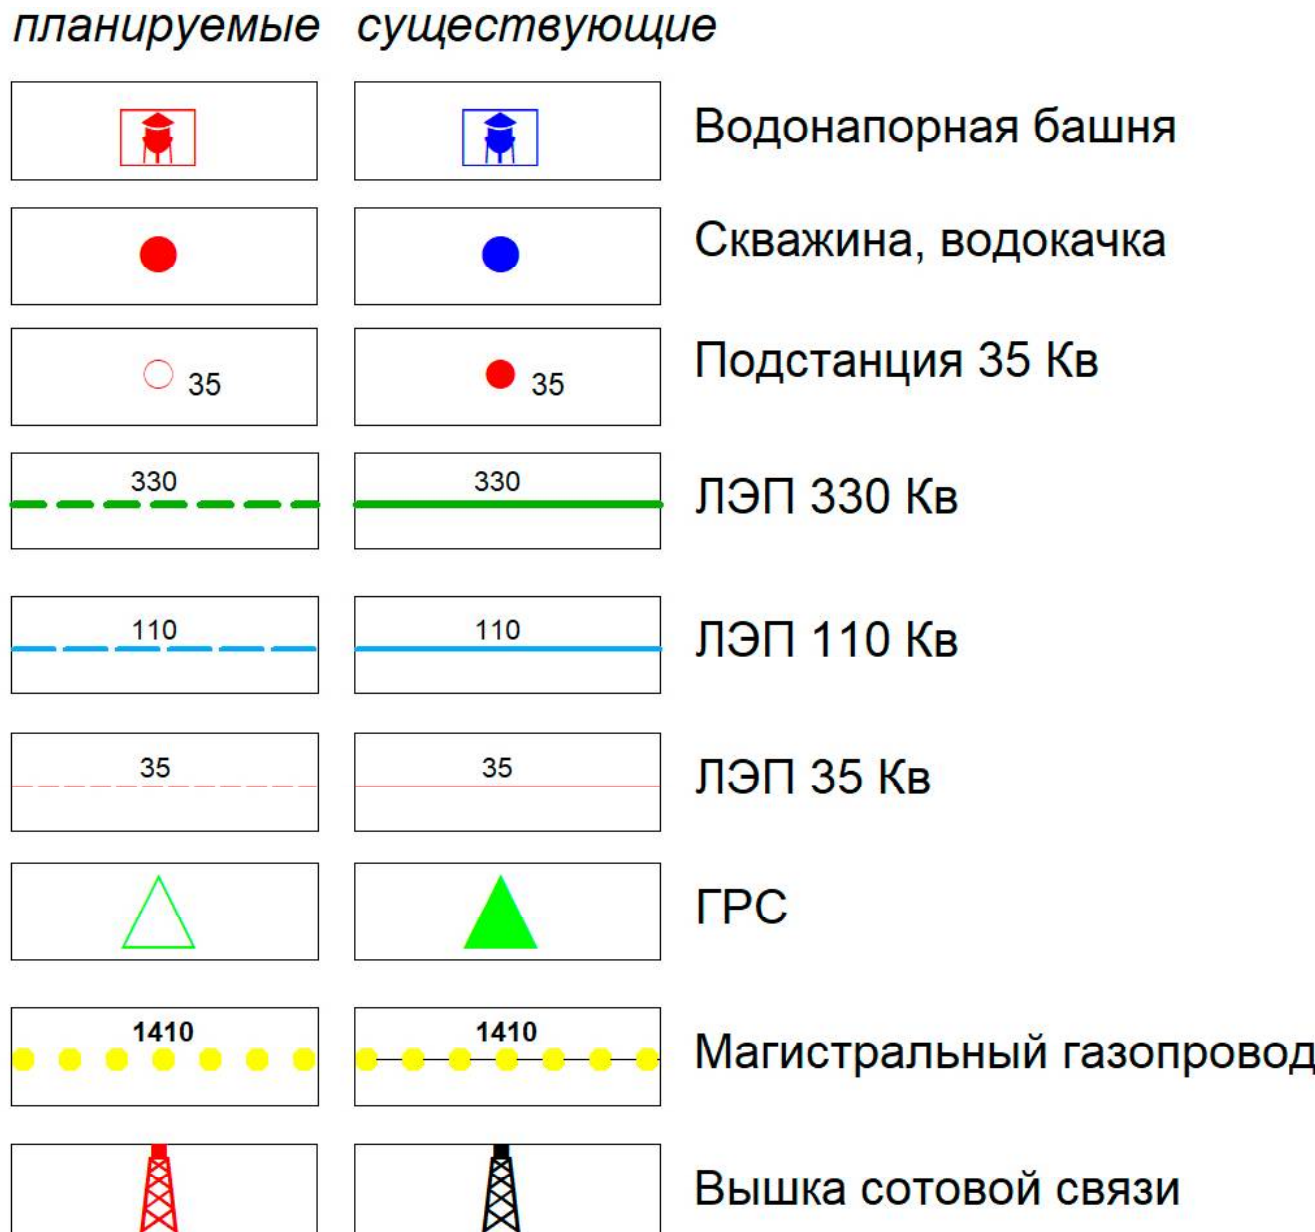 планируемые существующие
Водонапорная башня
Скважина, водокачка
35 35 Подстанция 35 Кв
330 330 ЛЭП 330 Кв
110 110 ЛЭП 110 Кв
35 35 ЛЭП 35 Кв
ГРС
1410 1410 Магистральный газопровод
Вышка сотовой связи